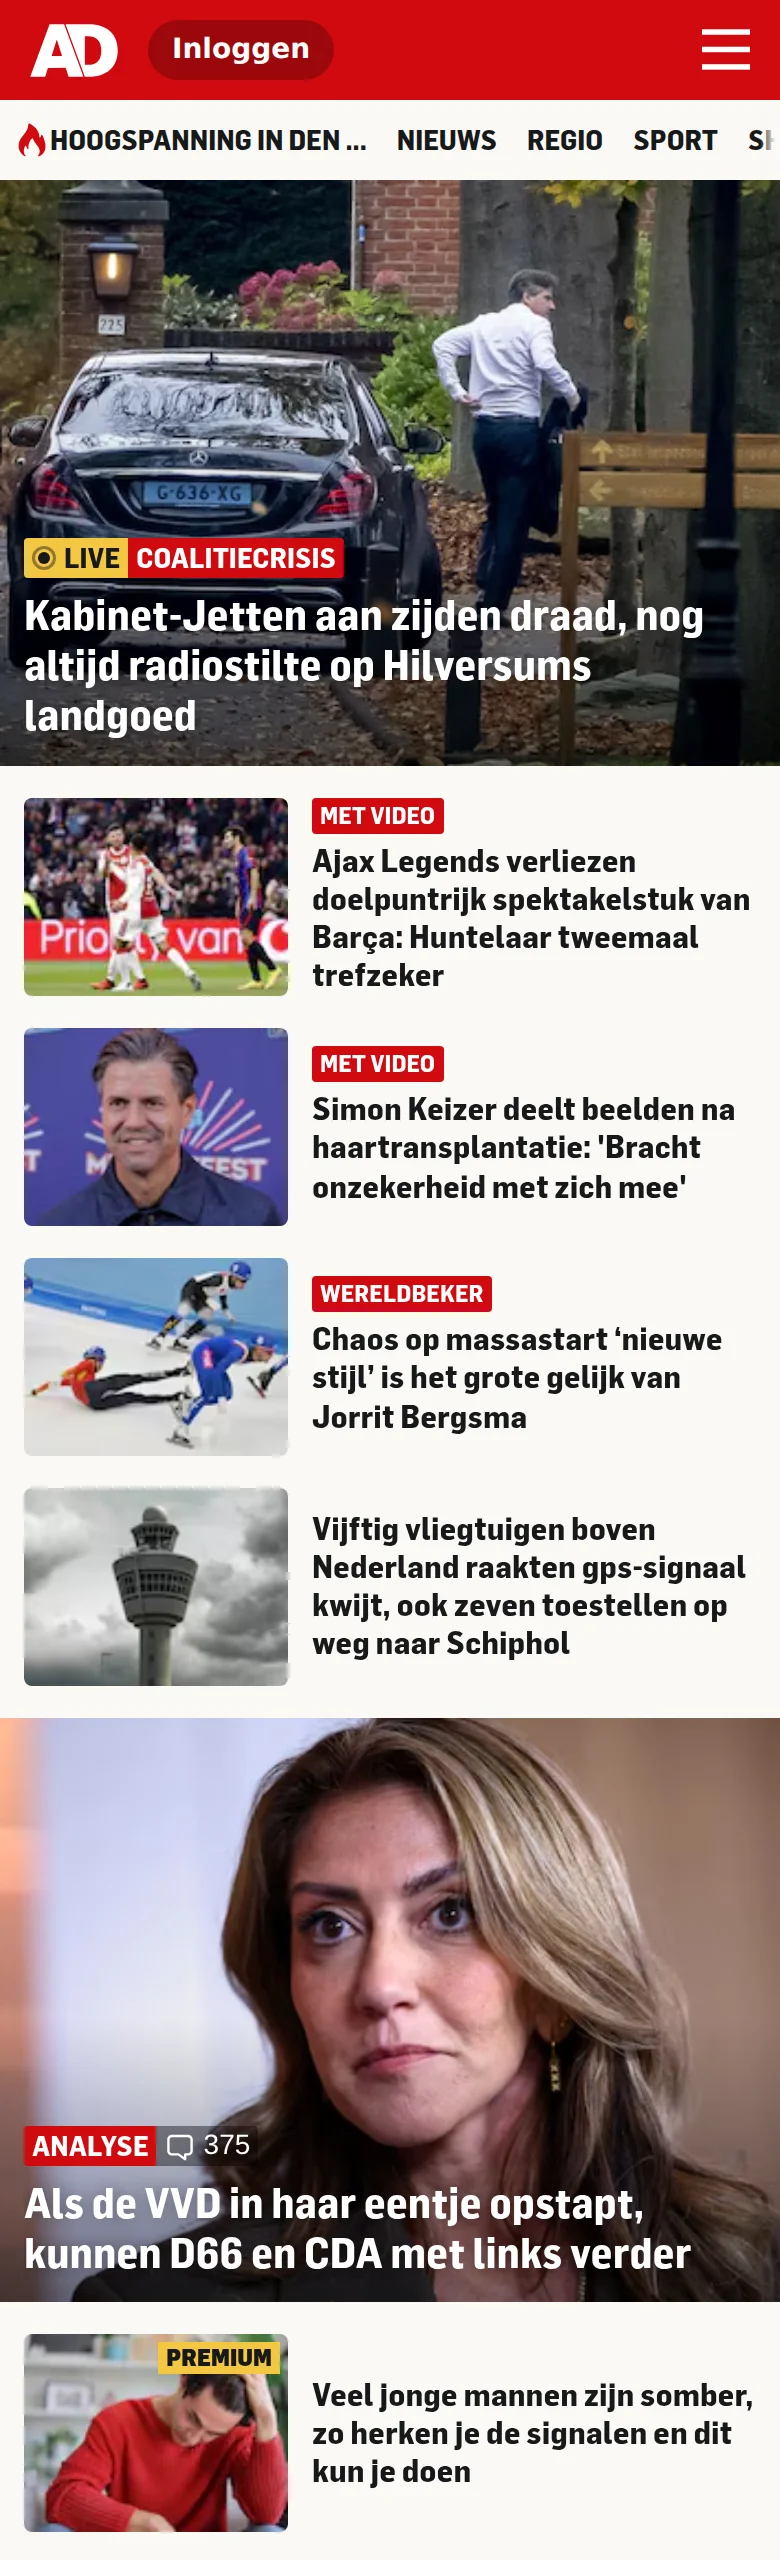 AD Inloggen
HOOGSPANNING IN DEN ... NIEUWS REGIO SPORT
225
G-636-XG
LIVE COALITIECRISIS
Kabinet-Jetten aan zijden draad, nog
altijd radiostilte op Hilversums
landgoed
MET VIDEO
Ajax Legends verliezen
doelpuntrijk spektakelstuk van
Barça: Huntelaar tweemaal
trefzeker
van
MET VIDEO
Simon Keizer deelt beelden na
haartransplantatie: 'Bracht
onzekerheid met zich mee'
WERELDBEKER
Chaos op massastart ‘nieuwe
stijl’ is het grote gelijk van
Jorrit Bergsma
Vijftig vliegtuigen boven
Nederland raakten gps-signaal
kwijt, ook zeven toestellen op
weg naar Schiphol
ANALYSE 375
Als de VVD in haar eentje opstapt,
kunnen D66 en CDA met links verder
PREMIUM
Veel jonge mannen zijn somber,
zo herken je de signalen en dit
kun je doen